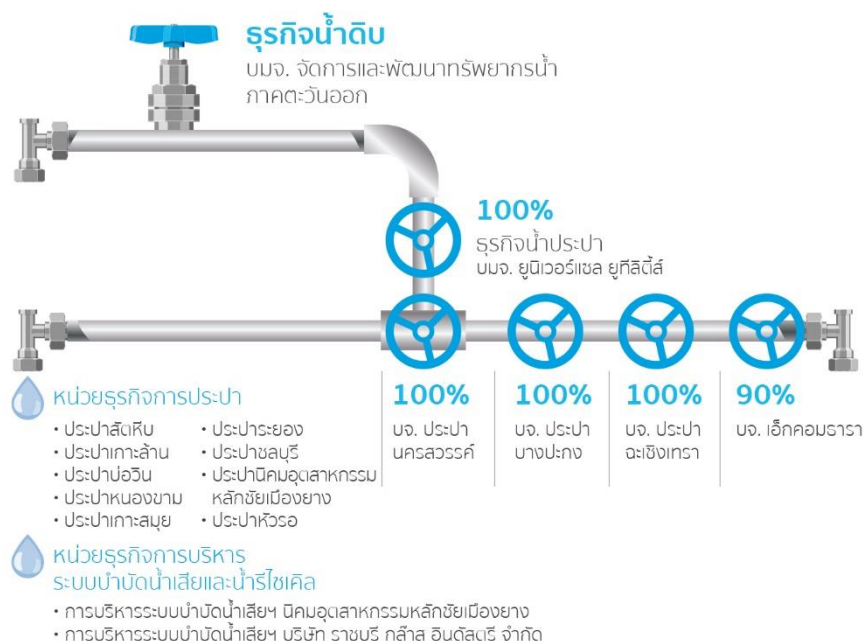 ธุรกิจน้ำดิบ
บมจ. จัดการและพัฒนาทรัพยากรน้ำ
ภาคตะวันออก
100%
ธุรกิจน้ำประปา
บมจ. ยูนิเวอร์แซล ยูทีลิตี้ส์
100%
บจ. ประปา
นครสวรรค์
100%
บจ. ประปา
บางปะกง
100%
บจ. ประปา
ฉะเชิงเทรา
90%
บจ. เอ็กคอมธารา
หน่วยธุรกิจการประปา
• ประปาสัตหีบ
• ประปาเกาะล้าน
• ประปาบ่อวิน
• ประปาหนองขาม
• ประปาเกาะสมุย
• ประปาระยอง
• ประปาชลบุรี
• ประปานิคมอุตสาหกรรม
หลักชัยเมืองยาง
• ประปาหัวรอ
หน่วยธุรกิจการบริหาร
ระบบบำบัดน้ำเสียและน้ำรีไซเคิล
• การบริหารระบบบำบัดน้ำเสียฯ นิคมอุตสาหกรรมหลักชัยเมืองยาง
• การบริหารระบบบำบัดน้ำเสียฯ บริษัท ราชบุรี กล๊าส อินดัสตรี จำกัด